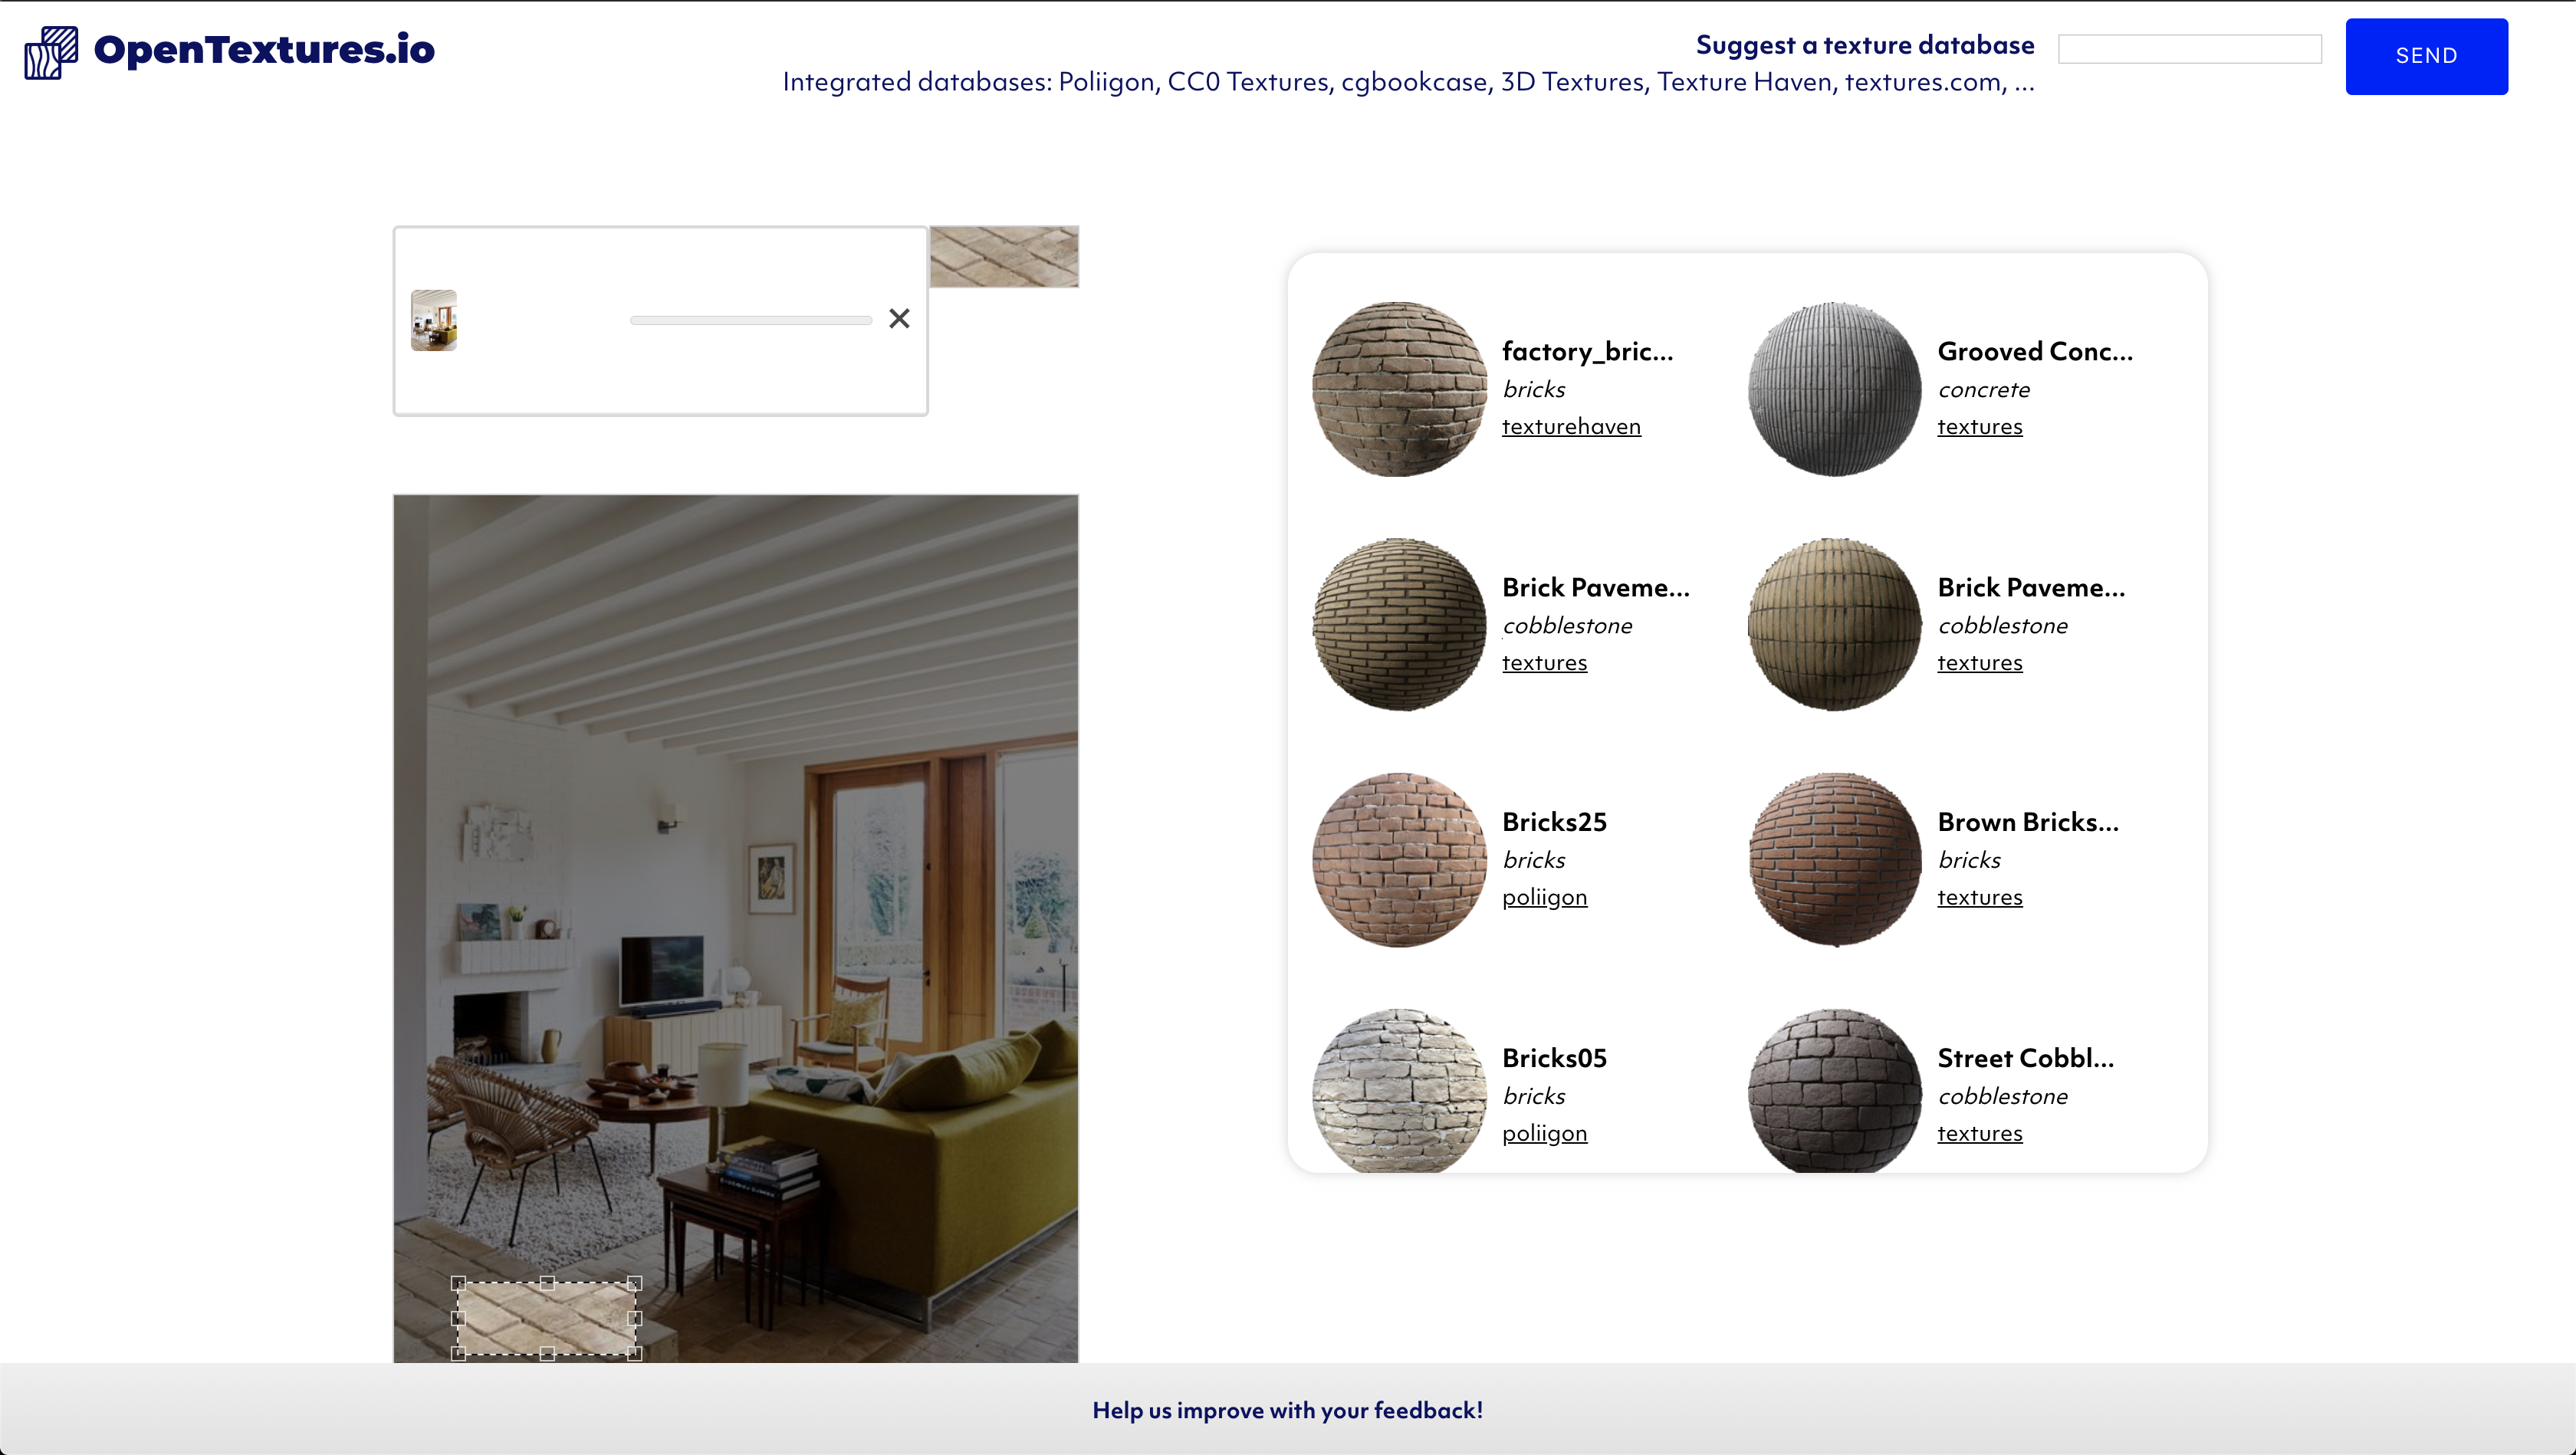 OpenTextures.io
Suggest a texture database
SEND
Integrated databases: Poliigon, CC0 Textures, cgbookcase, 3D Textures, Texture Haven, textures.com, ...
factory_bric...
bricks
texturehaven
Grooved Conc...
concrete
textures
Brick Paveme...
cobblestone
textures
Brick Paveme...
cobblestone
textures
Bricks25
bricks
poliigon
Brown Bricks...
bricks
textures
Bricks05
bricks
poliigon
Street Cobbl...
cobblestone
textures
Help us improve with your feedback!